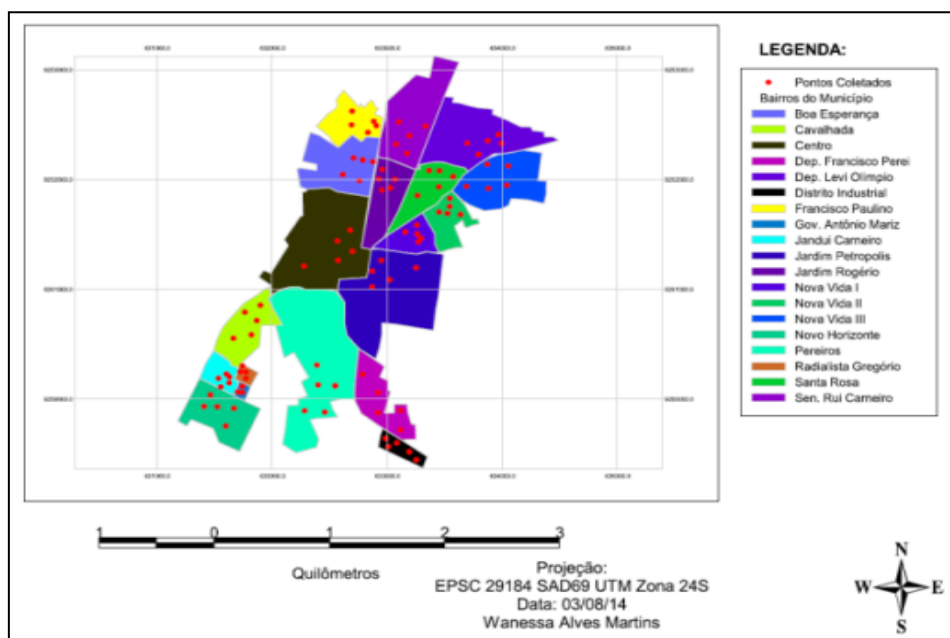 LEGENDA:
Pontos Coletados
Bairros do Município
Boa Esperança
Cavalhada
Centro
Dep. Francisco Perei
Dep. Levi Olímpio
Distrito Industrial
Francisco Paulino
Gov. Antônio Mariz
Jandui Carneiro
Jardim Petropolis
Jardim Rogério
Nova Vida I
Nova Vida II
Nova Vida III
Novo Horizonte
Pereiros
Radialista Gregório
Santa Rosa
Sen. Rui Carneiro
1 0 1 2 3
Quilômetros
Projeção:
EPSC 29184 SAD69 UTM Zona 24S
Data: 03/08/14
Wanessa Alves Martins
N
W E
S